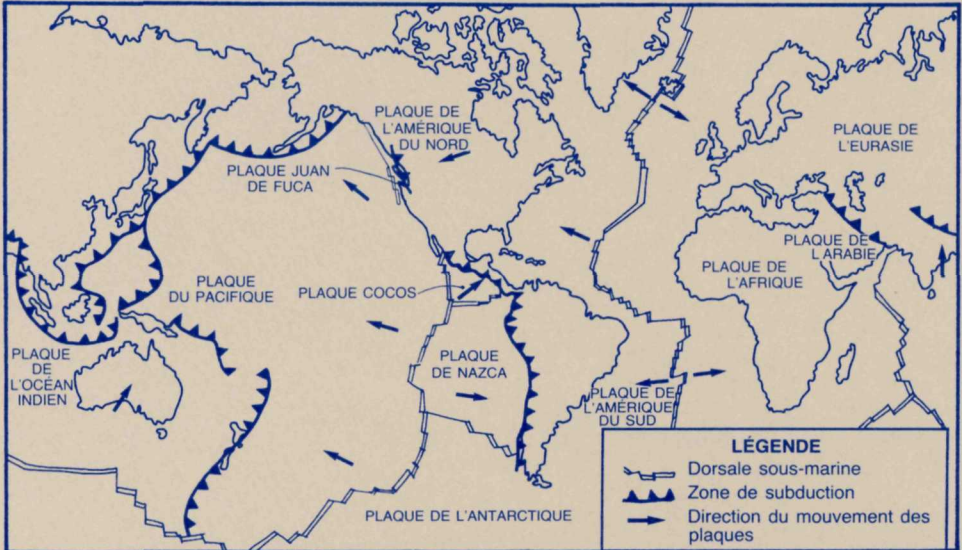 PLAQUE DE
L'AMÉRIQUE
DU NORD
PLAQUE DE
L'EURASIE
PLAQUE JUAN
DE FUCA
PLAQUE DE
L'ARABIE
PLAQUE DE
L'AFRIQUE
PLAQUE
DU PACIFIQUE
PLAQUE COCOS
PLAQUE
DE
L'OCÉAN
INDIEN
PLAQUE
DE NAZCA
PLAQUE DE
L'AMÉRIQUE
DU SUD
PLAQUE DE L'ANTARCTIQUE
LÉGENDE
Dorsale sous-marine
Zone de subduction
Direction du mouvement des
plaques